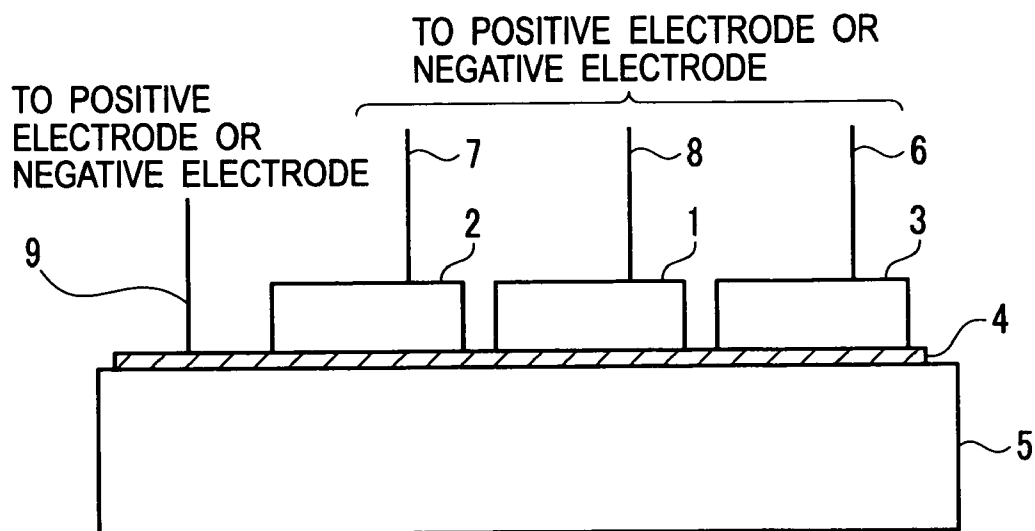 TO POSITIVE ELECTRODE OR
NEGATIVE ELECTRODE
TO POSITIVE
ELECTRODE OR
NEGATIVE ELECTRODE
7
8
6
9
2
1
3
4
5